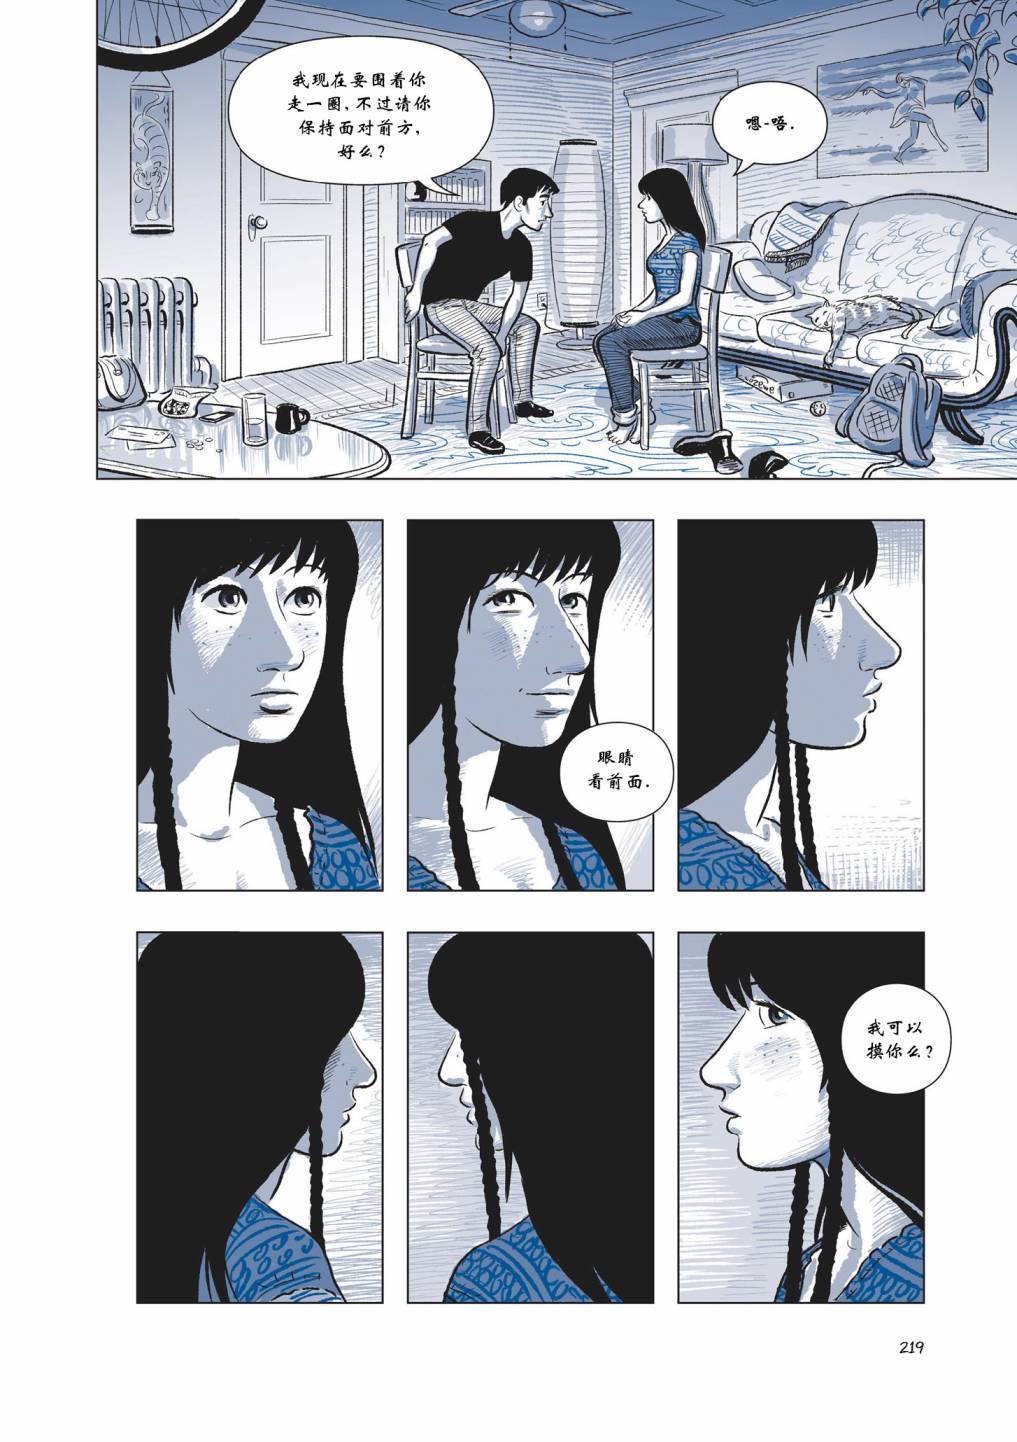 我现在要围着你
走一圈,不过请你
保持面对前方,
好么?
嗯-唔.
眼睛
看前面.
我可以
摸你么?
219